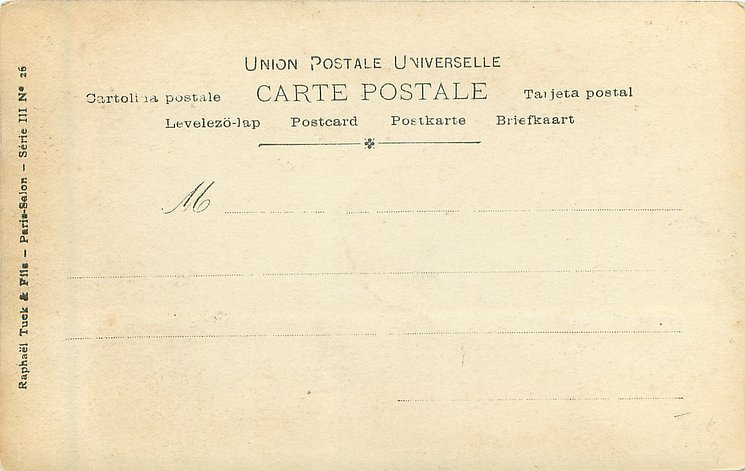 UNION POSTALE UNIVERSELLE
Cartolina postale CARTE POSTALE Tarjeta postal
Levelezö-lap Postcard Postkarte Briefkaart
M
Raphaël Tuck & Fils — Paris-Salon — Série III Nº 26